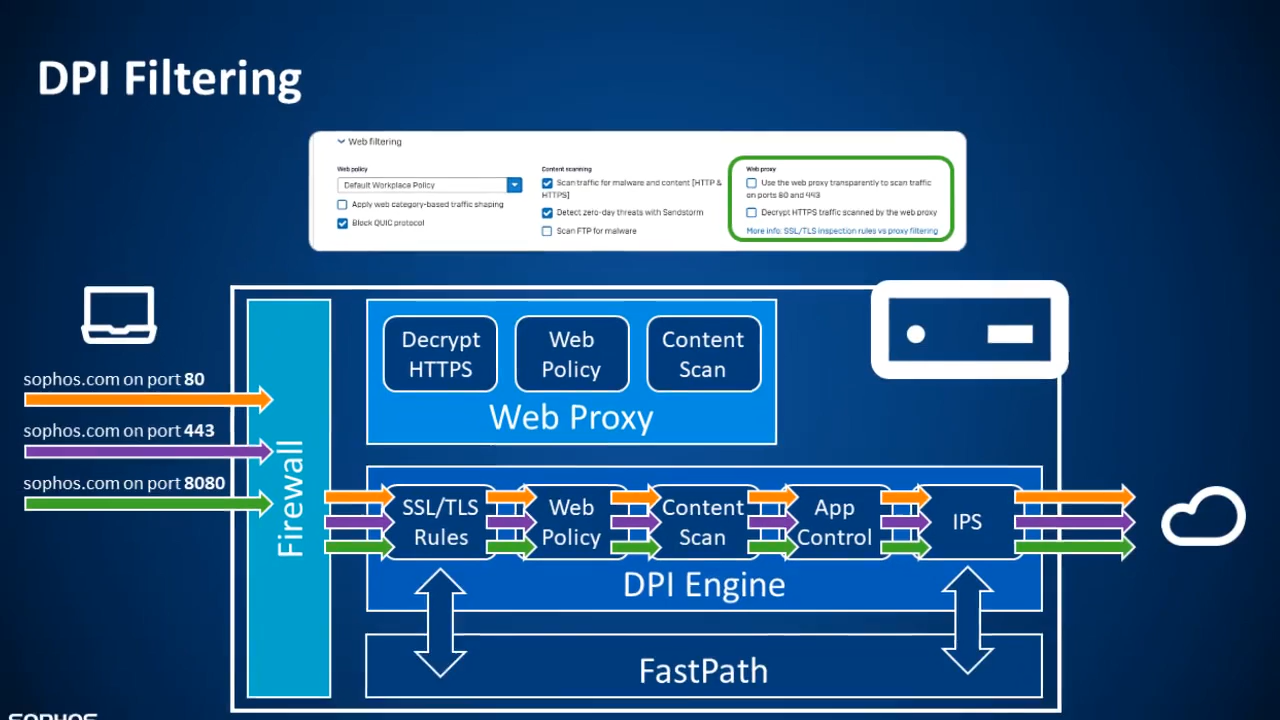 DPI Filtering
Web filtering
Web policy
Default Workplace Policy
Apply web category-based traffic shaping
Block QUIC protocol
Content scanning
Scan traffic for malware and content [HTTP &
HTTPS]
Detect zero-day threats with Sandstorm
Scan FTP for malware
Web proxy
Use the web proxy transparently to scan traffic
on ports 80 and 443
Decrypt HTTPS traffic scanned by the web proxy
More info: SSL/TLS inspection rules vs proxy filtering
sophos.com on port 80
sophos.com on port 443
sophos.com on port 8080
Firewall
Decrypt
HTTPS
Web
Policy
Content
Scan
Web Proxy
SSL/TLS
Rules
Web
Policy
Content
Scan
App
Control
IPS
DPI Engine
FastPath
SOPHOS